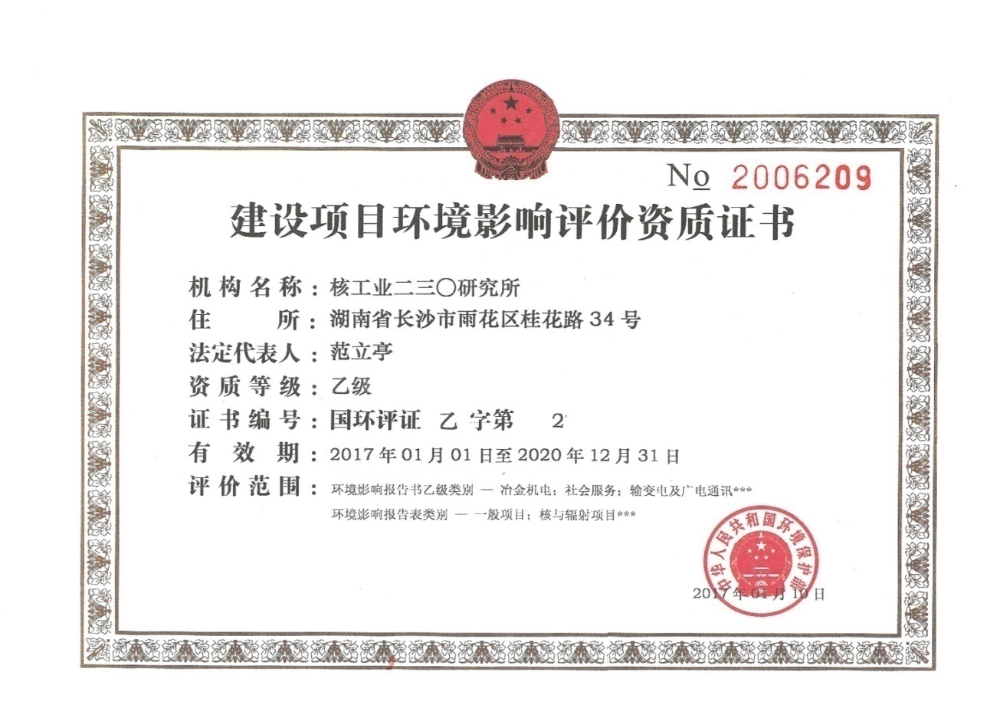 No 2006209
建设项目环境影响评价资质证书
机构名称：核工业二三〇研究所
住所：湖南省长沙市雨花区桂花路 34 号
法定代表人：范立亭
资质等级：乙级
证书编号：国环评证 乙 字第 2
有效期：2017 年 01 月 01 日至 2020 年 12 月 31 日
评价范围：环境影响报告书乙级类别 — 冶金机电；社会服务；输变电及广电通讯***
环境影响报告表类别 — 一般项目；核与辐射项目***
中华人民共和国环境保护部
2017 年 01 月 10 日